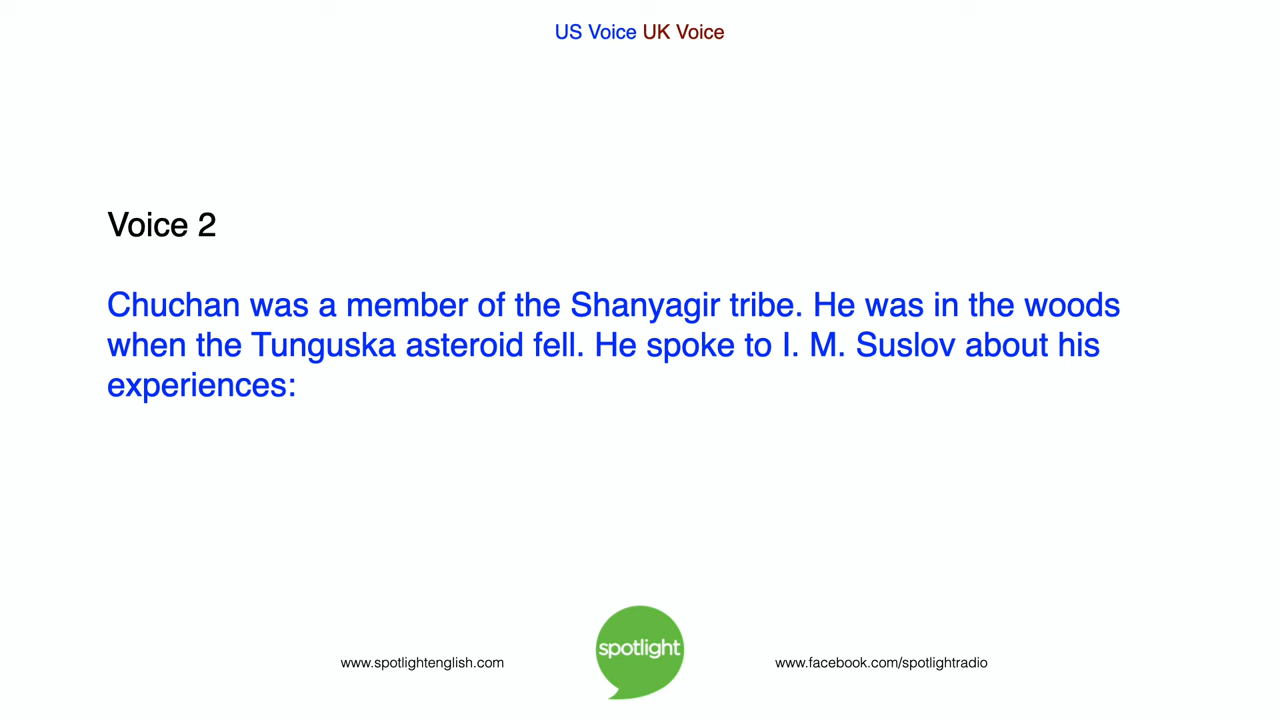 US Voice UK Voice
Voice 2
Chuchan was a member of the Shanyagir tribe. He was in the woods
when the Tunguska asteroid fell. He spoke to I. M. Suslov about his
experiences:
spotlight
www.spotlightenglish.com
www.facebook.com/spotlightradio